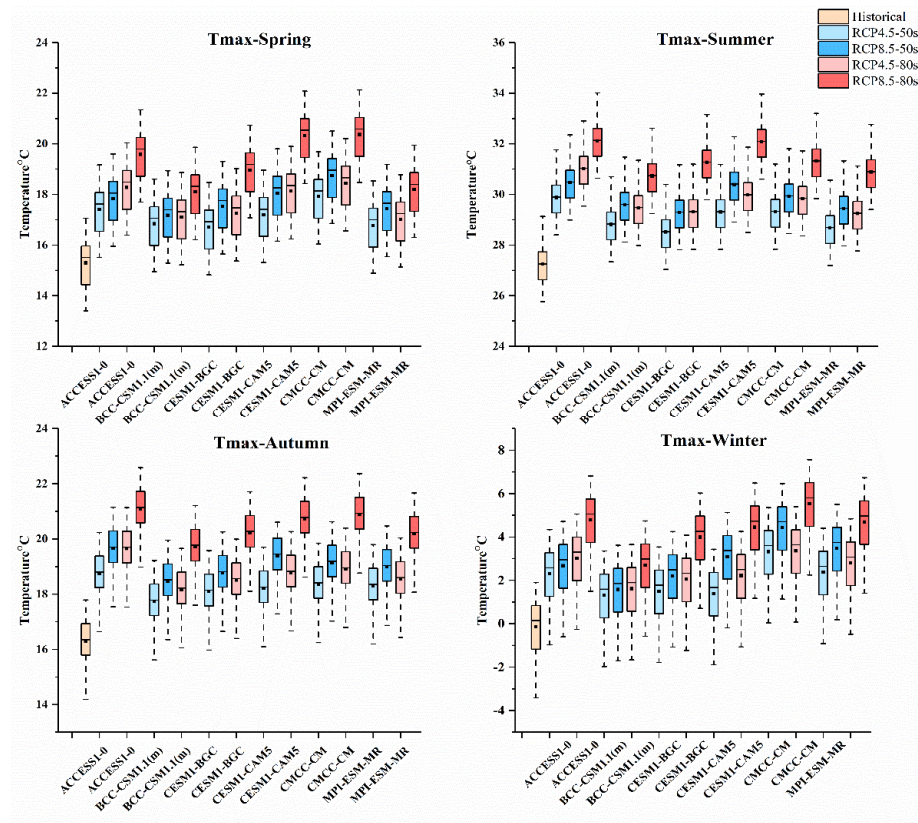 Tmax-Spring
Temperature°C
24
22
20
18
16
14
12
ACCESS1-0
ACCESS1-0
BCC-CSM1.1(m)
BCC-CSM1.1(m)
CESM1-BGC
CESM1-BGC
CESM1-CAM5
CESM1-CAM5
CMCC-CM
CMCC-CM
MPI-ESM-MR
MPI-ESM-MR
Tmax-Summer
Historical
RCP4.5-50s
RCP8.5-50s
RCP4.5-80s
RCP8.5-80s
Temperature°C
36
34
32
30
28
26
24
ACCESS1-0
ACCESS1-0
BCC-CSM1.1(m)
BCC-CSM1.1(m)
CESM1-BGC
CESM1-BGC
CESM1-CAM5
CESM1-CAM5
CMCC-CM
CMCC-CM
MPI-ESM-MR
MPI-ESM-MR
Tmax-Autumn
Temperature°C
24
22
20
18
16
14
13
ACCESS1-0
ACCESS1-0
BCC-CSM1.1(m)
BCC-CSM1.1(m)
CESM1-BGC
CESM1-BGC
CESM1-CAM5
CESM1-CAM5
CMCC-CM
CMCC-CM
MPI-ESM-MR
MPI-ESM-MR
Tmax-Winter
Temperature°C
9
8
6
4
2
0
-2
-4
-5
ACCESS1-0
ACCESS1-0
BCC-CSM1.1(m)
BCC-CSM1.1(m)
CESM1-BGC
CESM1-BGC
CESM1-CAM5
CESM1-CAM5
CMCC-CM
CMCC-CM
MPI-ESM-MR